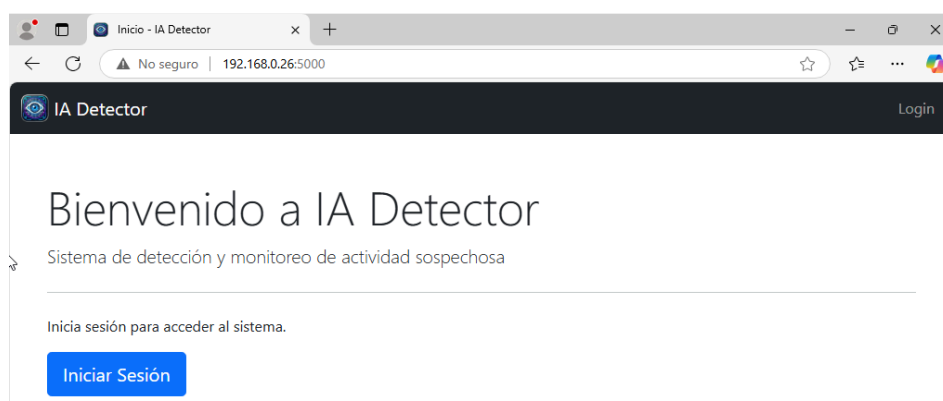 Inicio - IA Detector
No seguro | 192.168.0.26:5000
IA Detector
Login
Bienvenido a IA Detector
Sistema de detección y monitoreo de actividad sospechosa
Inicia sesión para acceder al sistema.
Iniciar Sesión